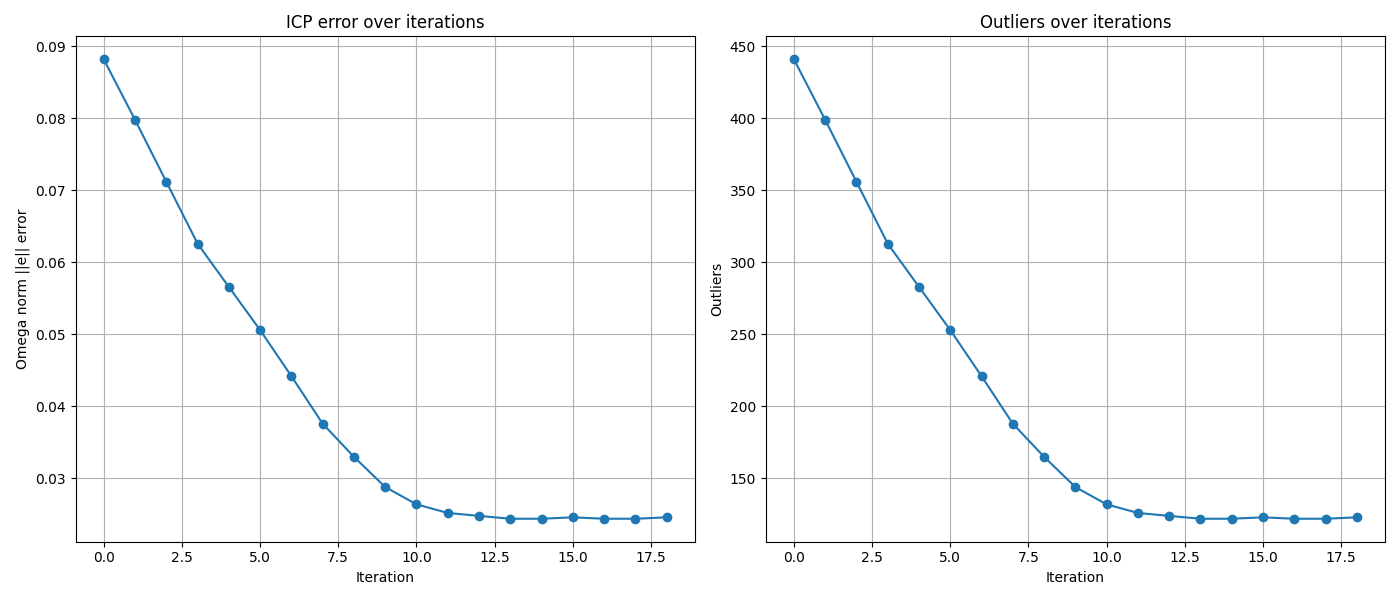 ICP error over iterations
0.09
0.08
0.07
0.06
0.05
0.04
0.03
Omega norm ||e|| error
0.0 2.5 5.0 7.5 10.0 12.5 15.0 17.5
Iteration
Outliers over iterations
450
400
350
300
250
200
150
Outliers
0.0 2.5 5.0 7.5 10.0 12.5 15.0 17.5
Iteration